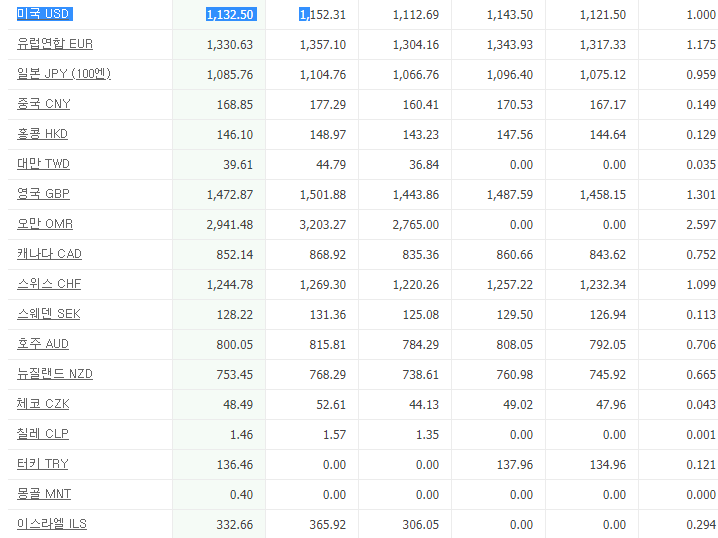 미국 USD 1,132.50 1,152.31 1,112.69 1,143.50 1,121.50 1.000
유럽연합 EUR 1,330.63 1,357.10 1,304.16 1,343.93 1,317.33 1.175
일본 JPY (100엔) 1,085.76 1,104.76 1,066.76 1,096.40 1,075.12 0.959
중국 CNY 168.85 177.29 160.41 170.53 167.17 0.149
홍콩 HKD 146.10 148.97 143.23 147.56 144.64 0.129
대만 TWD 39.61 44.79 36.84 0.00 0.00 0.035
영국 GBP 1,472.87 1,501.88 1,443.86 1,487.59 1,458.15 1.301
오만 OMR 2,941.48 3,203.27 2,765.00 0.00 0.00 2.597
캐나다 CAD 852.14 868.92 835.36 860.66 843.62 0.752
스위스 CHF 1,244.78 1,269.30 1,220.26 1,257.22 1,232.34 1.099
스웨덴 SEK 128.22 131.36 125.08 129.50 126.94 0.113
호주 AUD 800.05 815.81 784.29 808.05 792.05 0.706
뉴질랜드 NZD 753.45 768.29 738.61 760.98 745.92 0.665
체코 CZK 48.49 52.61 44.13 49.02 47.96 0.043
칠레 CLP 1.46 1.57 1.35 0.00 0.00 0.001
터키 TRY 136.46 0.00 0.00 137.96 134.96 0.121
몽골 MNT 0.40 0.00 0.00 0.00 0.00 0.000
이스라엘 ILS 332.66 365.92 306.05 0.00 0.00 0.294